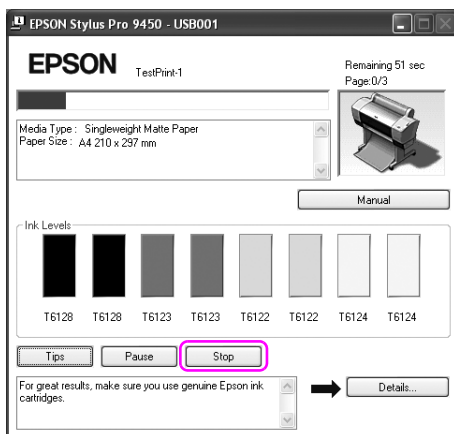 EPSON Stylus Pro 9450 - USB001
EPSON TestPrint-1
Remaining 51 sec
Page:0/3
Media Type : Singleweight Matte Paper
Paper Size : A4 210 x 297 mm
Manual
Ink Levels
T6128 T6128 T6123 T6123 T6122 T6122 T6124 T6124
Tips Pause Stop
For great results, make sure you use genuine Epson ink
cartridges.
Details...